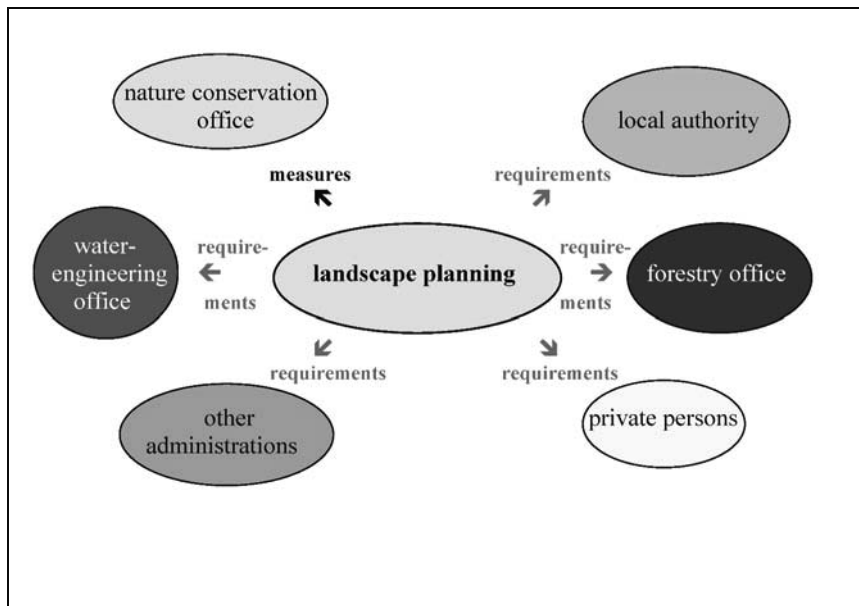 nature conservation
office
local authority
measures
requirements
water-
engineering
office
require-
ments
landscape planning
require-
ments
forestry office
requirements
requirements
other
administrations
private persons